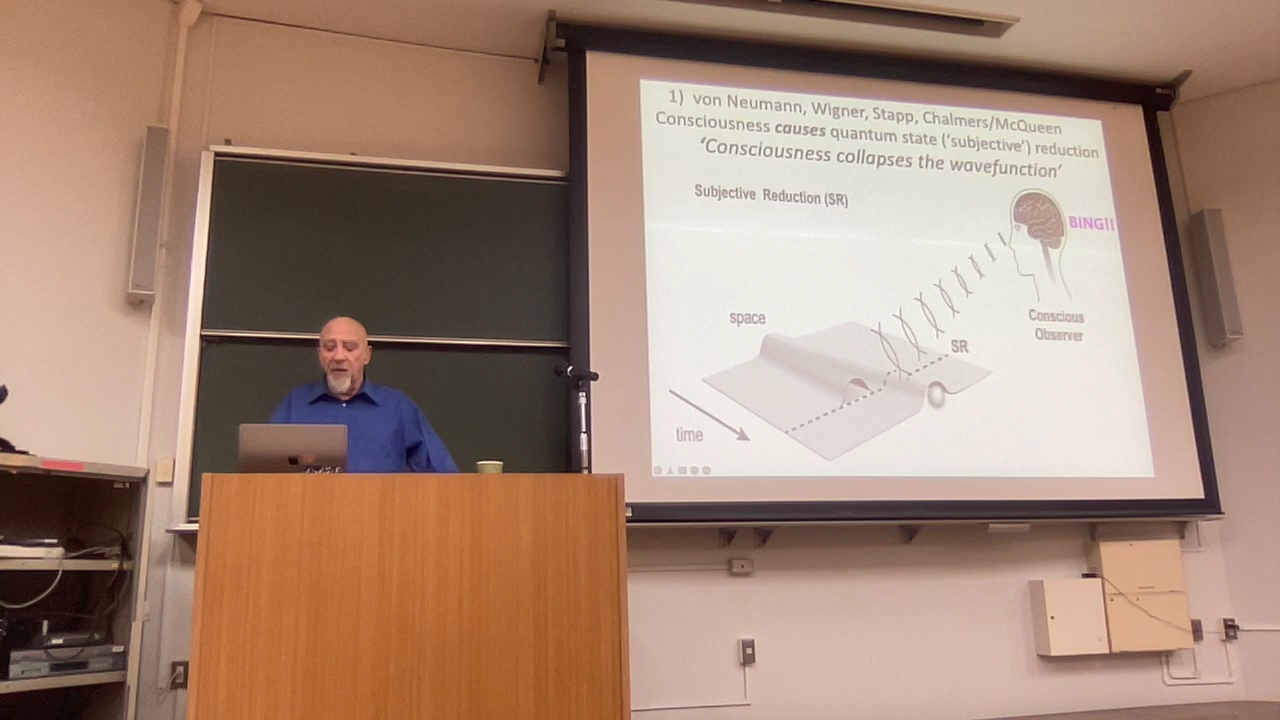 1) von Neumann, Wigner, Stapp, Chalmers/McQueen
Consciousness causes quantum state ('subjective') reduction
'Consciousness collapses the wavefunction'
Subjective Reduction (SR)
BING!!
Conscious
Observer
space
SR
time